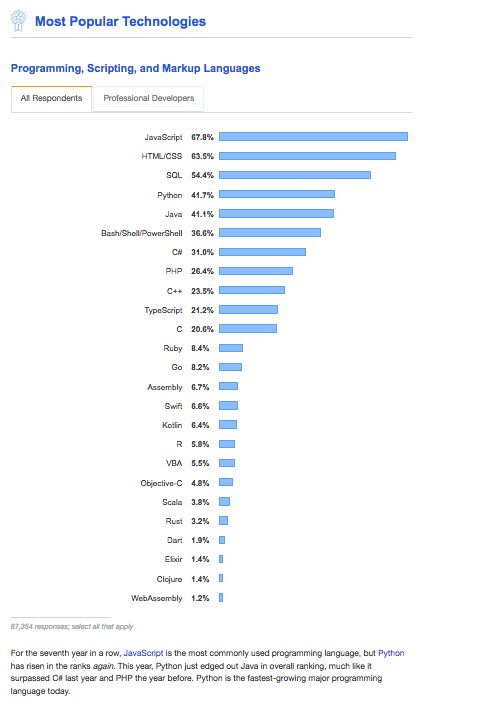 Most Popular Technologies
Programming, Scripting, and Markup Languages
All Respondents Professional Developers
JavaScript 67.8%
HTML/CSS 63.5%
SQL 54.4%
Python 41.7%
Java 41.1%
Bash/Shell/PowerShell 36.6%
C# 31.0%
PHP 26.4%
C++ 23.5%
TypeScript 21.2%
C 20.6%
Ruby 8.4%
Go 8.2%
Assembly 6.7%
Swift 6.6%
Kotlin 6.4%
R 5.8%
VBA 5.5%
Objective-C 4.8%
Scala 3.8%
Rust 3.2%
Dart 1.9%
Elixir 1.4%
Clojure 1.4%
WebAssembly 1.2%
87,354 responses; select all that apply
For the seventh year in a row, JavaScript is the most commonly used programming language, but Python
has risen in the ranks again. This year, Python just edged out Java in overall ranking, much like it
surpassed C# last year and PHP the year before. Python is the fastest-growing major programming
language today.